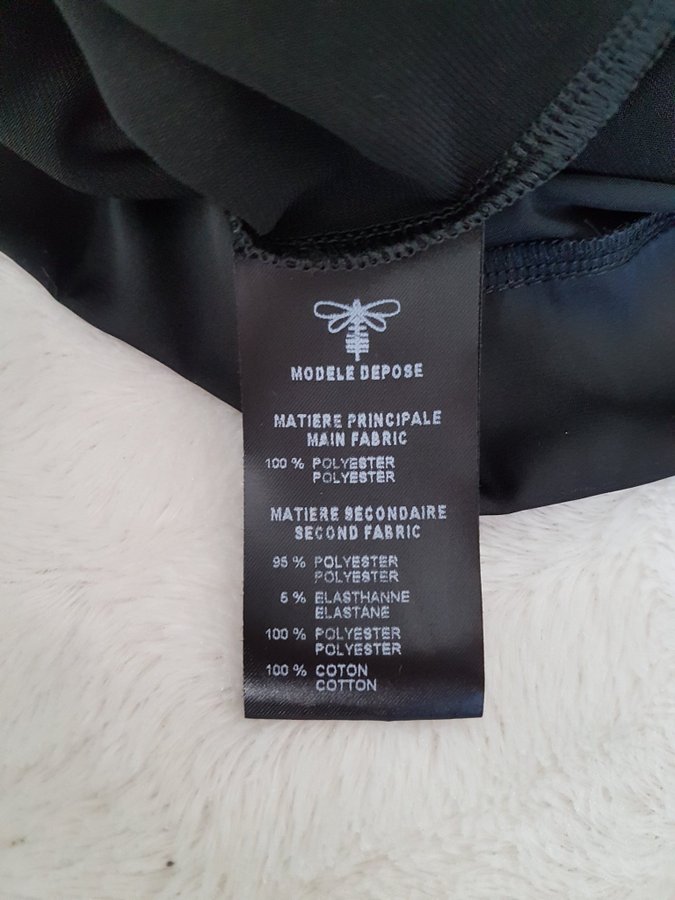 MODELE DEPOSE
MATIERE PRINCIPALE
MAIN FABRIC
100 % POLYESTER
POLYESTER
MATIERE SECONDAIRE
SECOND FABRIC
95 % POLYESTER
POLYESTER
5 % ELASTHANNE
ELASTANE
100 % POLYESTER
POLYESTER
100 % COTON
COTTON